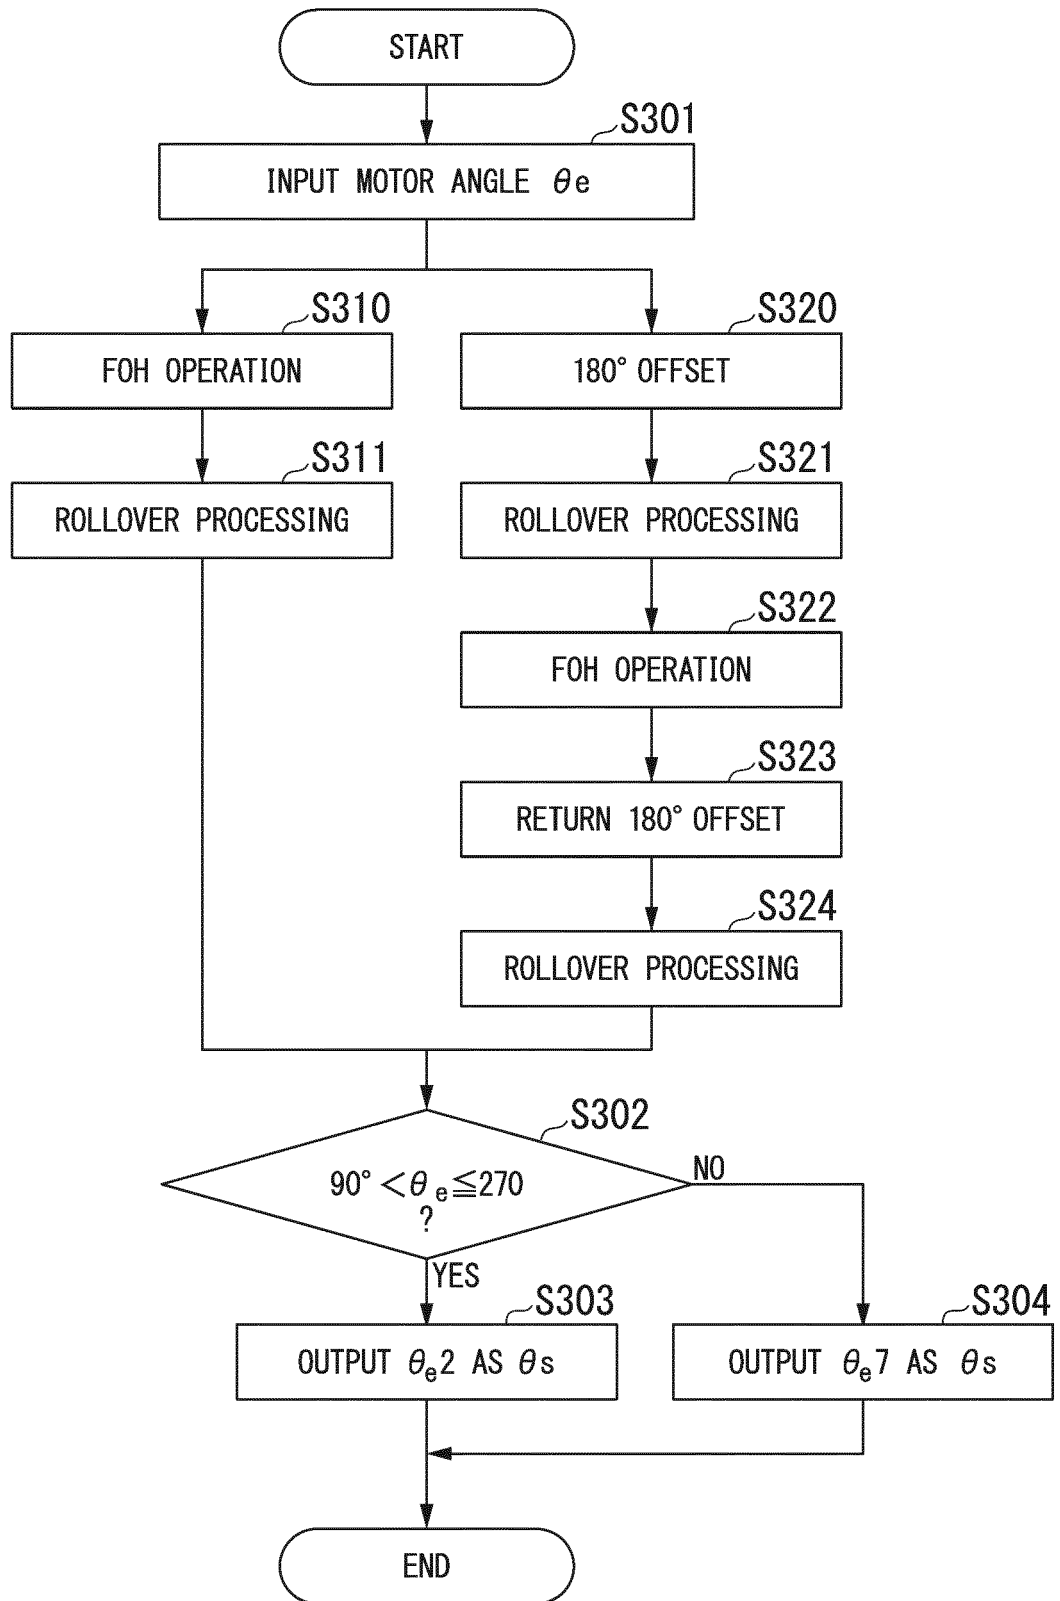 START
S301
INPUT MOTOR ANGLE θe
S310
FOH OPERATION
S311
ROLLOVER PROCESSING
S320
180° OFFSET
S321
ROLLOVER PROCESSING
S322
FOH OPERATION
S323
RETURN 180° OFFSET
S324
ROLLOVER PROCESSING
S302
90° < θe ≦ 270
?
NO
YES
S303
OUTPUT θe2 AS θs
S304
OUTPUT θe7 AS θs
END